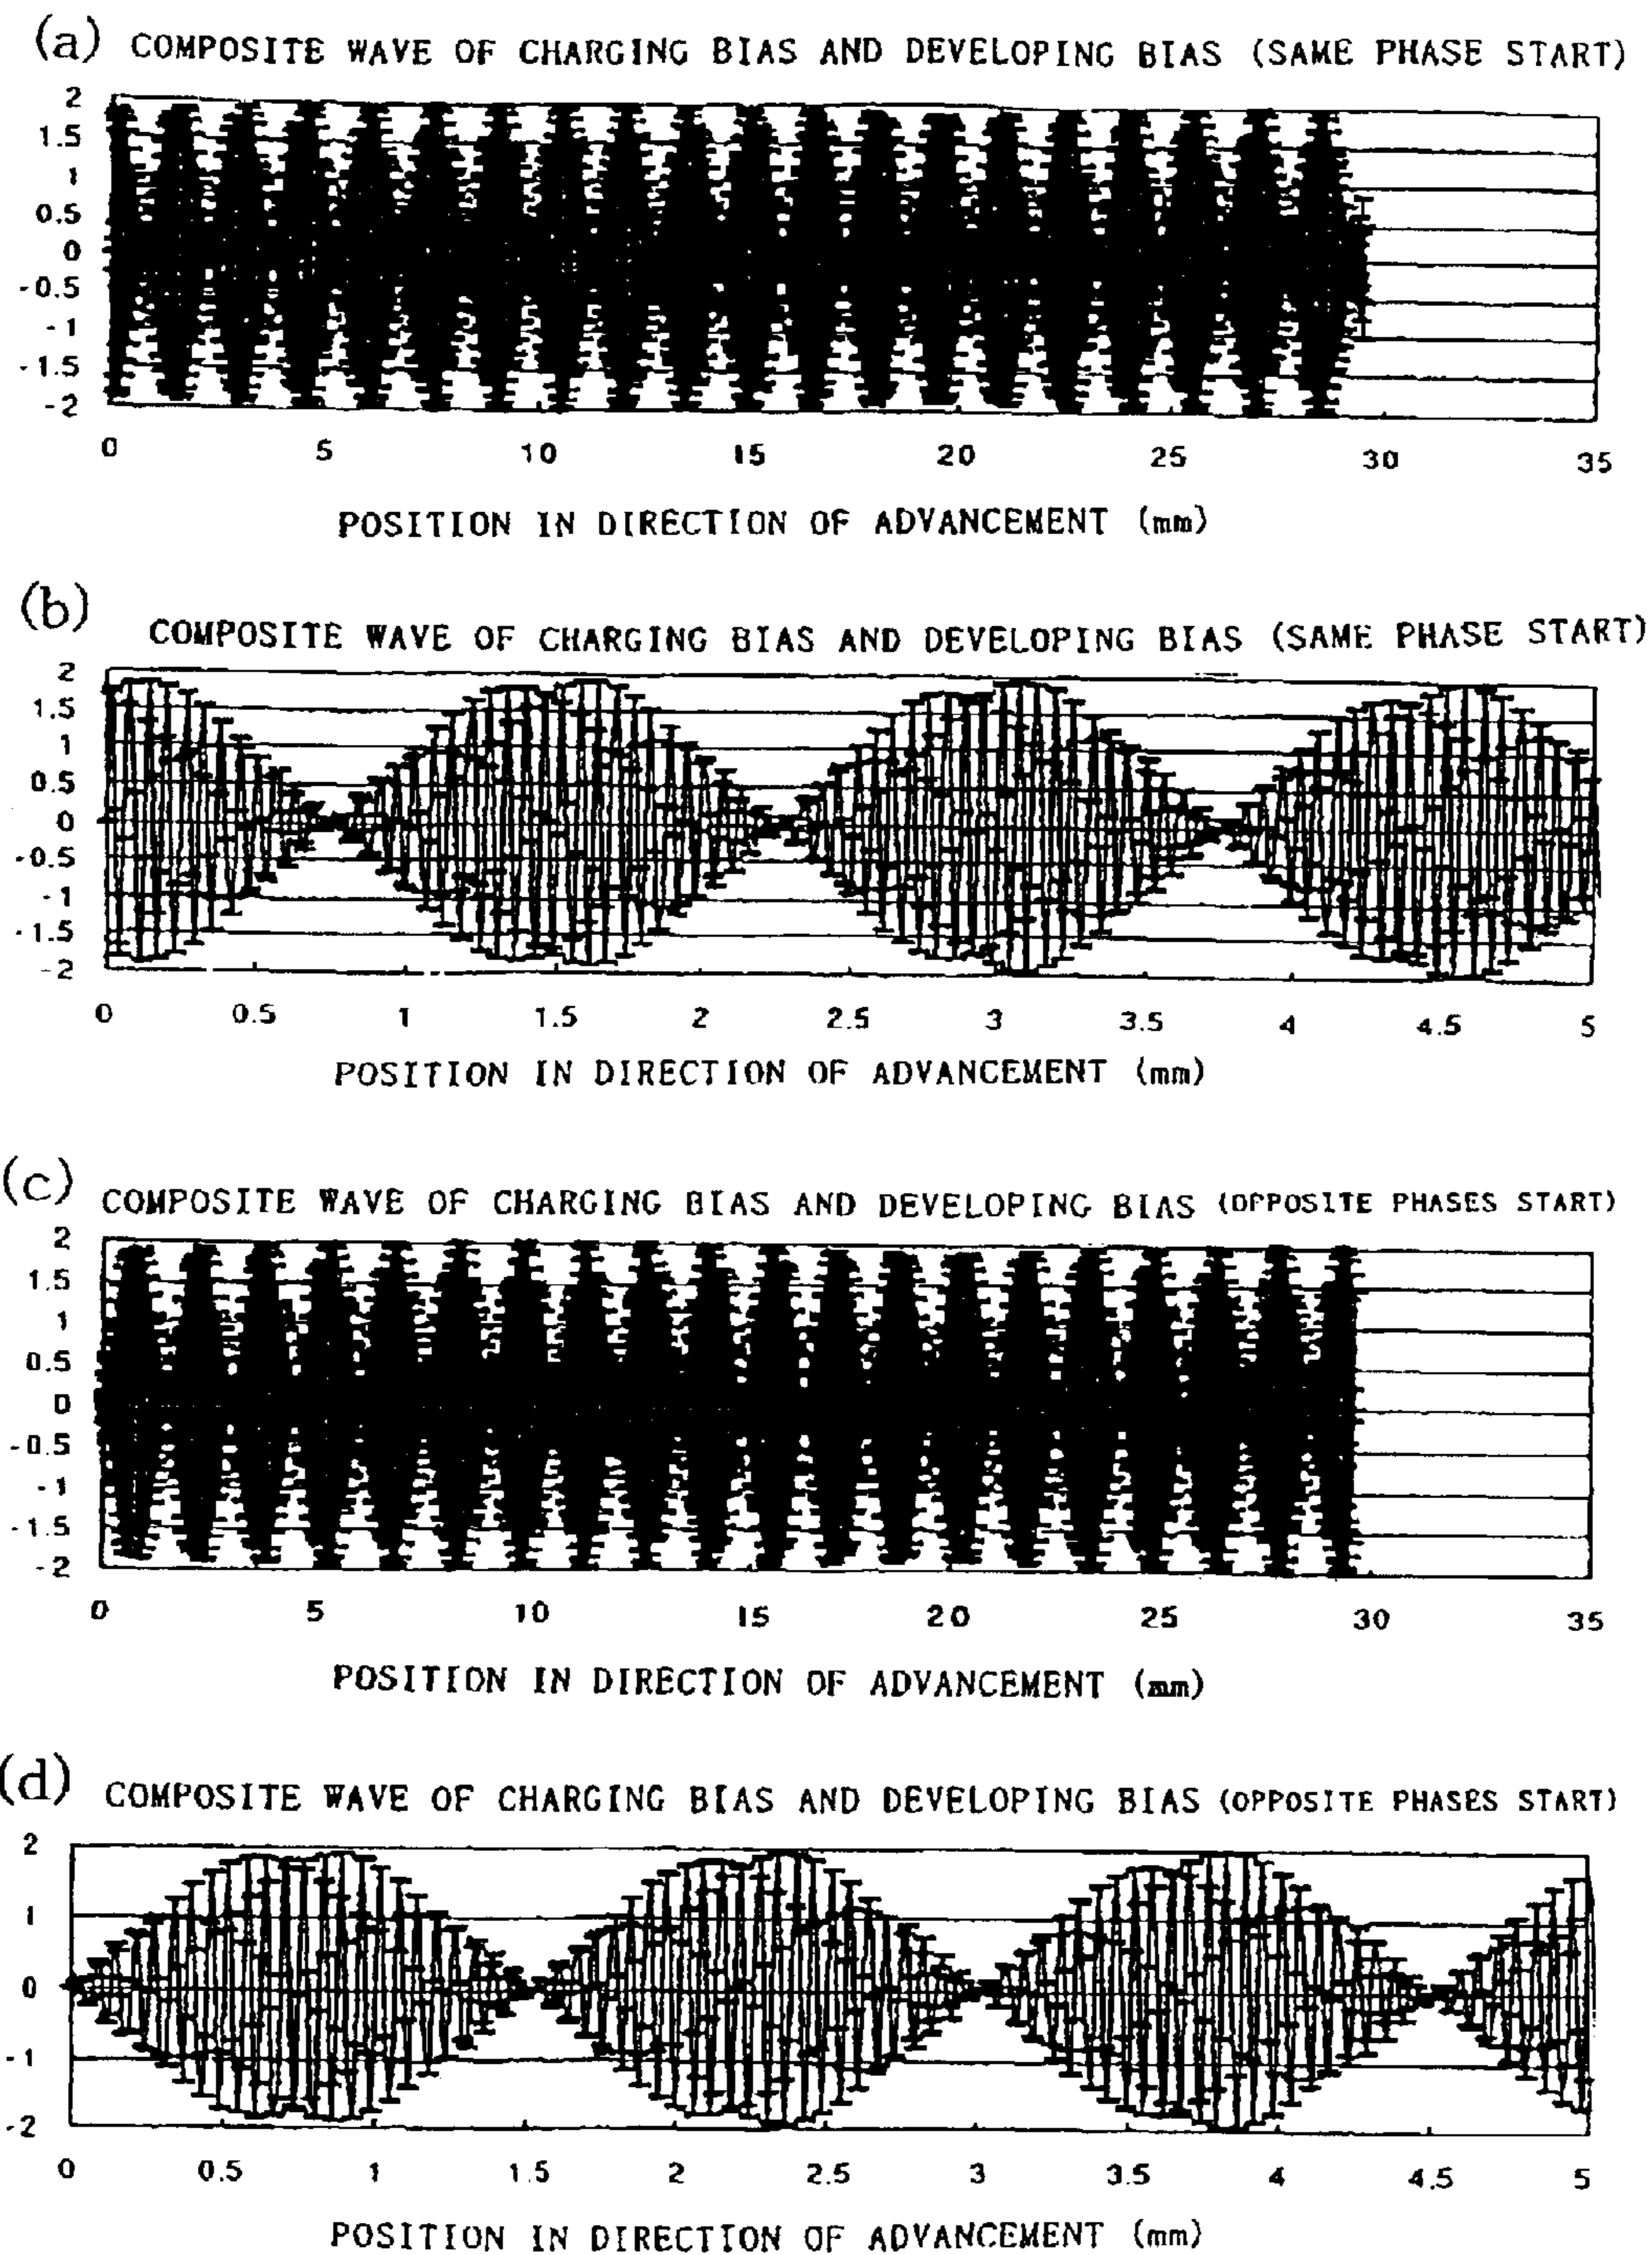 (a) COMPOSITE WAVE OF CHARGING BIAS AND DEVELOPING BIAS (SAME PHASE START)
2
1.5
1
0.5
0
-0.5
-1
-1.5
-2
0 5 10 15 20 25 30 35
POSITION IN DIRECTION OF ADVANCEMENT (mm)
(b)
COMPOSITE WAVE OF CHARGING BIAS AND DEVELOPING BIAS (SAME PHASE START)
2
1.5
1
0.5
0
-0.5
-1
-1.5
-2
0 0.5 1 1.5 2 2.5 3 3.5 4 4.5 5
POSITION IN DIRECTION OF ADVANCEMENT (mm)
(c) COMPOSITE WAVE OF CHARGING BIAS AND DEVELOPING BIAS (OPPOSITE PHASES START)
2
1.5
1
0.5
0
-0.5
-1
-1.5
-2
0 5 10 15 20 25 30 35
POSITION IN DIRECTION OF ADVANCEMENT (mm)
(d) COMPOSITE WAVE OF CHARGING BIAS AND DEVELOPING BIAS (OPPOSITE PHASES START)
2
1
0
-1
-2
0 0.5 1 1.5 2 2.5 3 3.5 4 4.5 5
POSITION IN DIRECTION OF ADVANCEMENT (mm)